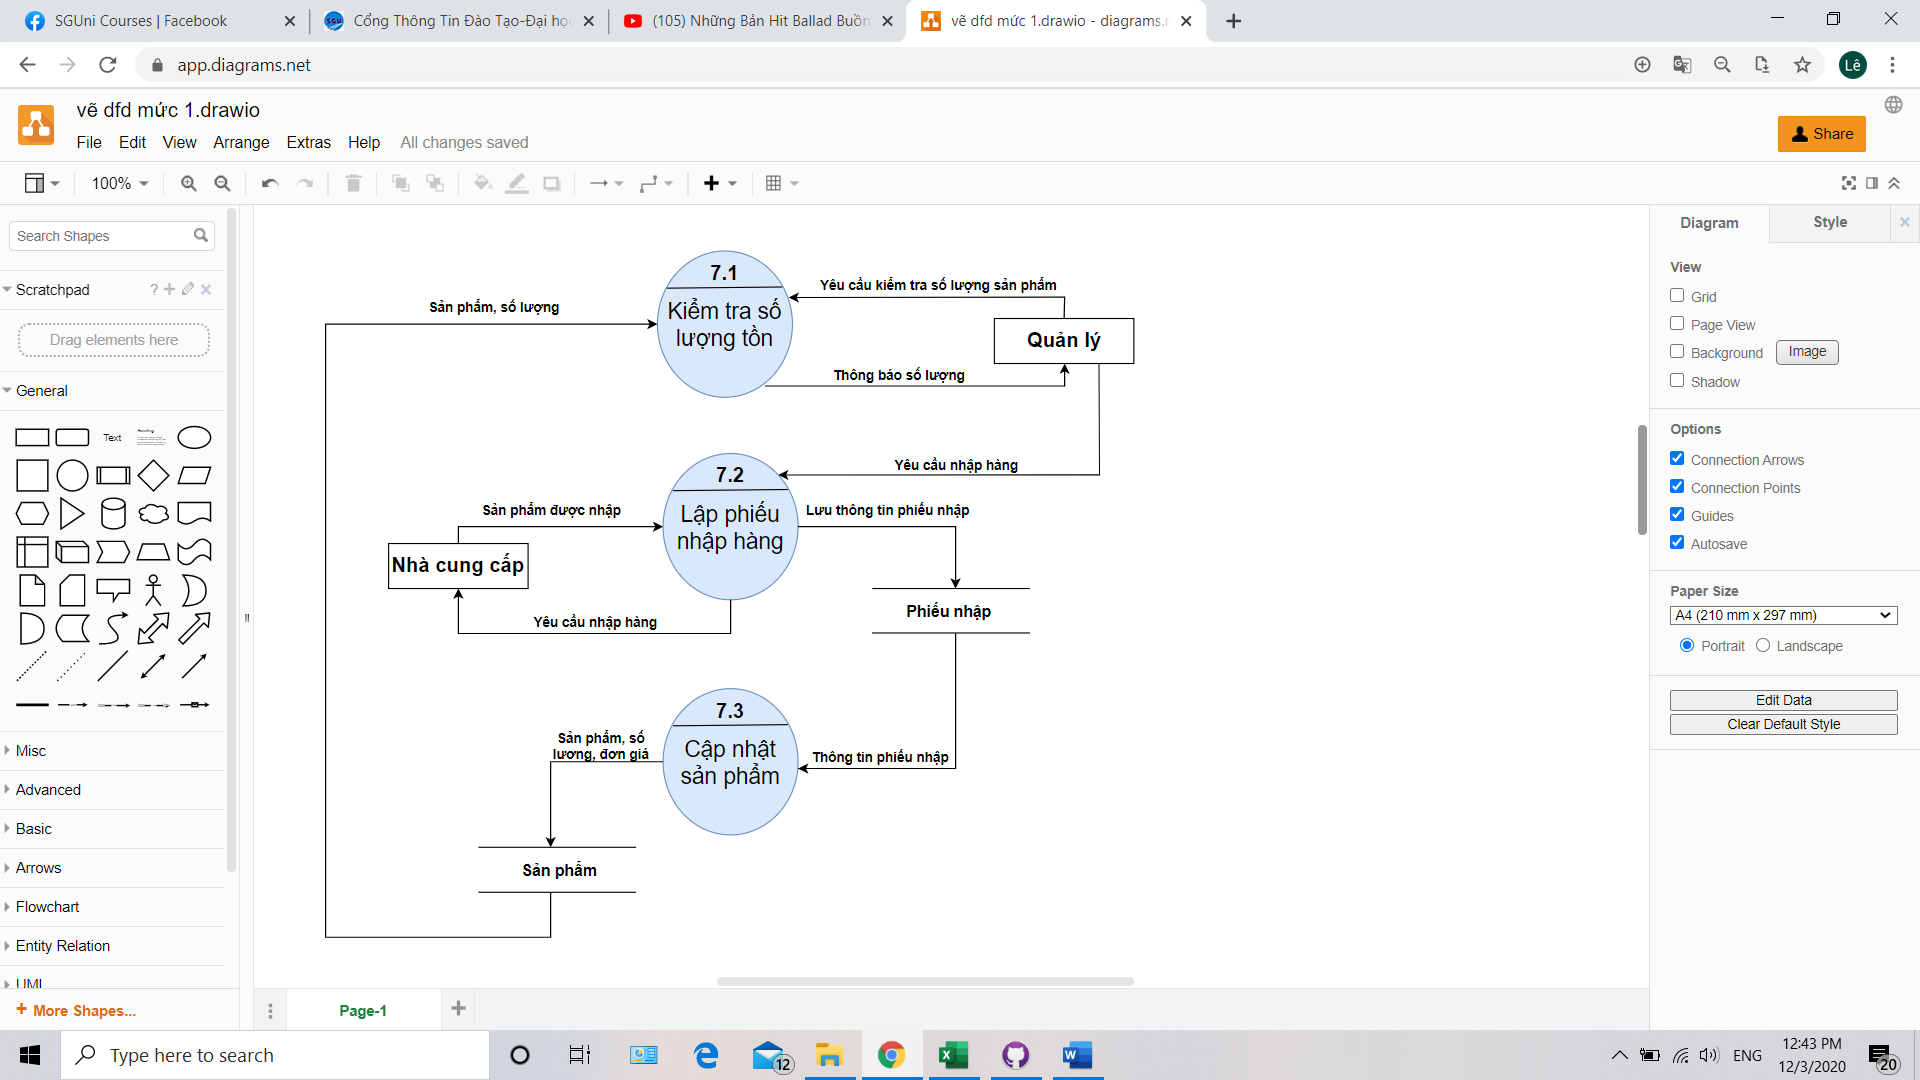 SGUni Courses | Facebook
Cổng Thông Tin Đào Tạo-Đại họ
(105) Những Bản Hit Ballad Buồn
vẽ dfd mức 1.drawio - diagrams.n
app.diagrams.net
Lê
vẽ dfd mức 1.drawio
File Edit View Arrange Extras Help All changes saved
Share
100%
Search Shapes
Scratchpad
?
Drag elements here
General
Text
Misc
Advanced
Basic
Arrows
Flowchart
Entity Relation
UML
+ More Shapes...
7.1
Kiểm tra số
lượng tồn
Sản phẩm, số lượng
Yêu cầu kiểm tra số lượng sản phẩm
Quản lý
Thông báo số lượng
Yêu cầu nhập hàng
7.2
Lập phiếu
nhập hàng
Sản phẩm được nhập
Lưu thông tin phiếu nhập
Nhà cung cấp
Yêu cầu nhập hàng
Phiếu nhập
7.3
Cập nhật
sản phẩm
Sản phẩm, số
lương, đơn giá
Thông tin phiếu nhập
Sản phẩm
Page-1
Diagram
Style
View
Grid
Page View
Background
Image
Shadow
Options
Connection Arrows
Connection Points
Guides
Autosave
Paper Size
A4 (210 mm x 297 mm)
Portrait
Landscape
Edit Data
Clear Default Style
Type here to search
12
ENG
12:43 PM
12/3/2020
20